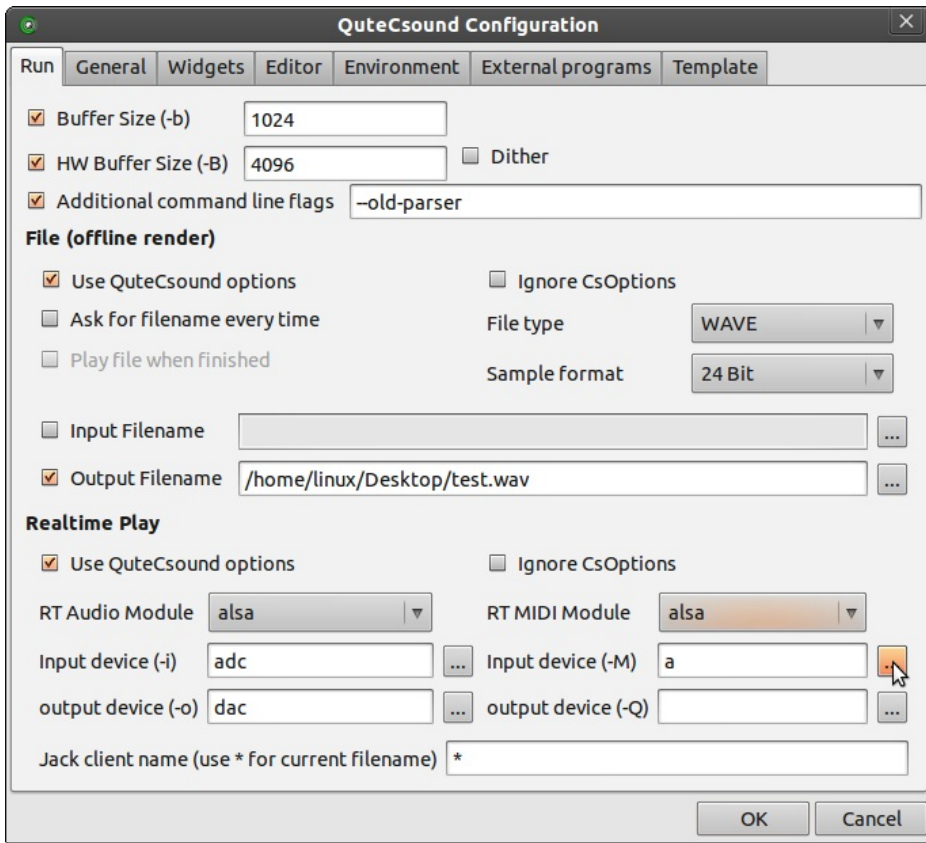 QuteCsound Configuration
Run General Widgets Editor Environment External programs Template
Buffer Size (-b) 1024
HW Buffer Size (-B) 4096 Dither
Additional command line flags --old-parser
File (offline render)
Use QuteCsound options Ignore CsOptions
Ask for filename every time File type WAVE
Play file when finished
Sample format 24 Bit
Input Filename ...
Output Filename /home/linux/Desktop/test.wav ...
Realtime Play
Use QuteCsound options Ignore CsOptions
RT Audio Module alsa RT MIDI Module alsa
Input device (-i) adc ... Input device (-M) a ...
output device (-o) dac ... output device (-Q) ...
Jack client name (use * for current filename) *
OK Cancel